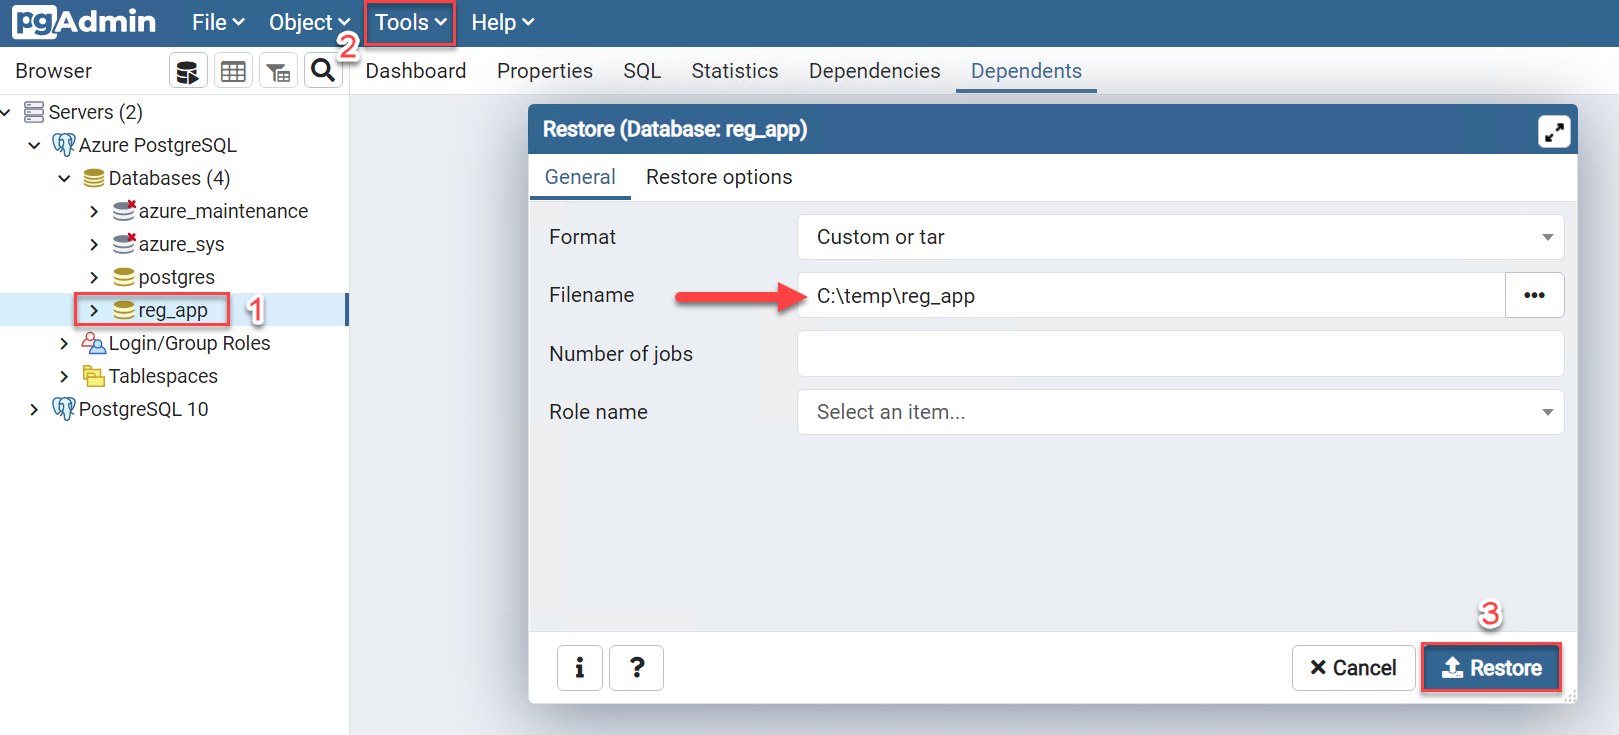 pgAdmin File Object Tools Help
2
Browser Dashboard Properties SQL Statistics Dependencies Dependents
Servers (2)
Azure PostgreSQL
Databases (4)
azure_maintenance
azure_sys
postgres
reg_app 1
Login/Group Roles
Tablespaces
PostgreSQL 10
Restore (Database: reg_app)
General Restore options
Format Custom or tar
Filename C:\temp\reg_app •••
Number of jobs
Role name Select an item...
3
i ? Cancel Restore